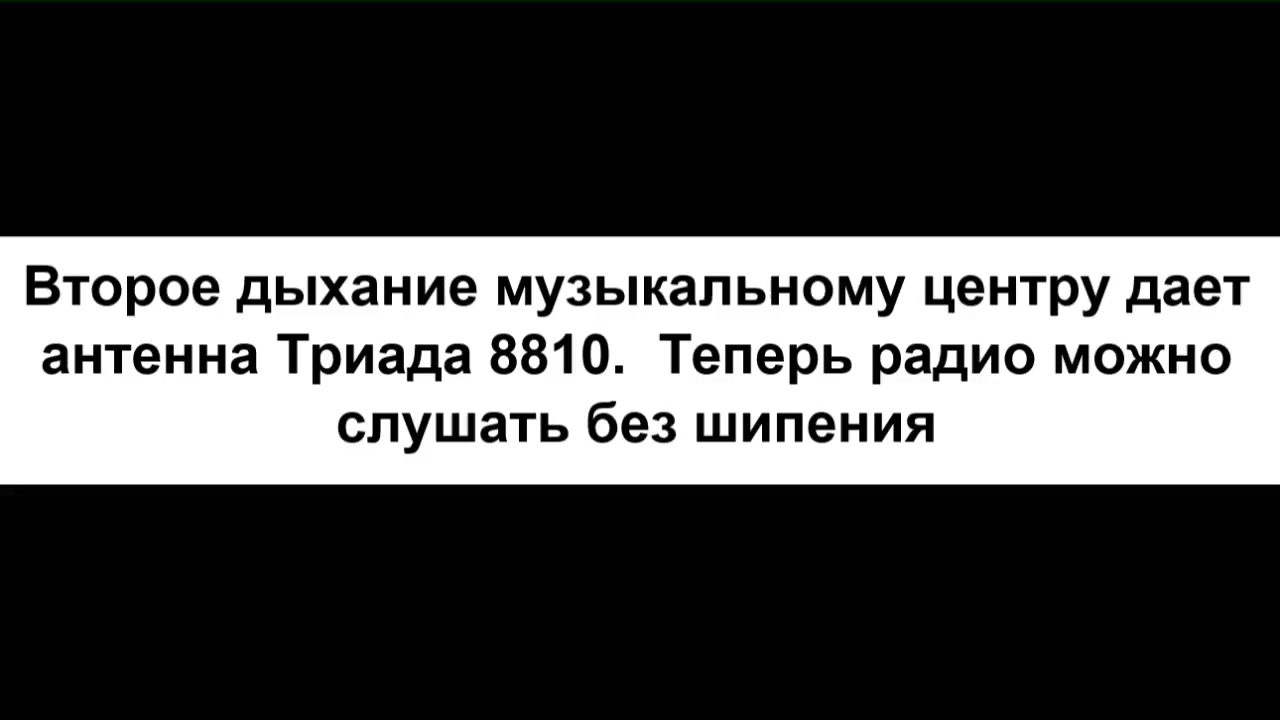 Второе дыхание музыкальному центру дает
антенна Триада 8810.  Теперь радио можно
слушать без шипения